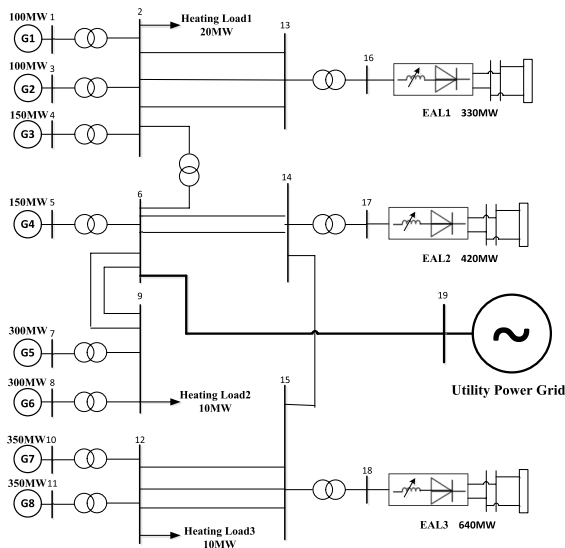 100MW 1
G1
2
Heating Load1
20MW
13
16
EAL1 330MW
100MW 3
G2
150MW 4
G3
6
14
17
150MW 5
G4
EAL2 420MW
9
19
~
Utility Power Grid
300MW 7
G5
300MW 8
G6
Heating Load2
10MW
15
12
350MW 10
G7
18
350MW 11
G8
EAL3 640MW
Heating Load3
10MW